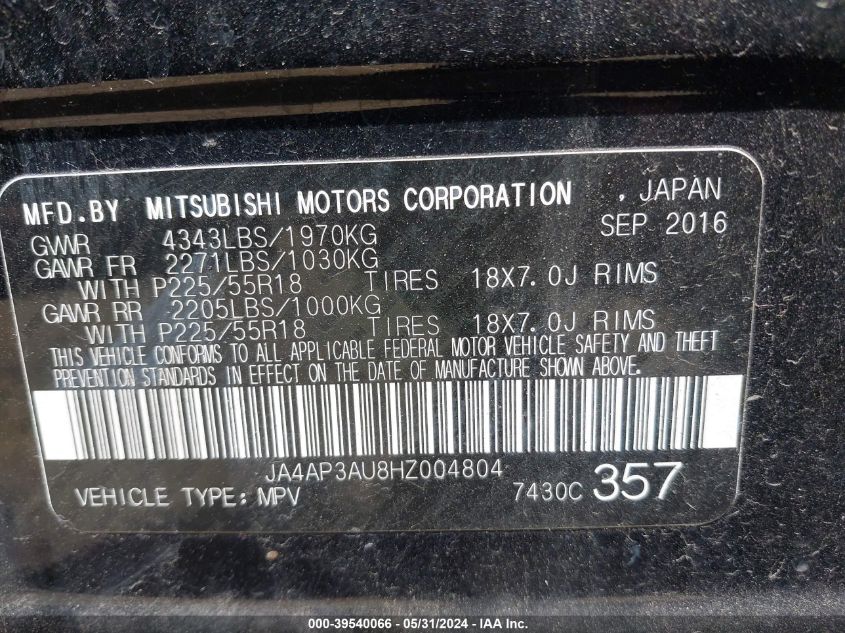 MFD.BY MITSUBISHI MOTORS CORPORATION , JAPAN
GVWR 4343LBS/1970KG SEP 2016
GAWR FR 2271LBS/1030KG
WITH P225/55R18 TIRES 18X7.0J RIMS
GAWR RR 2205LBS/1000KG
WITH P225/55R18 TIRES 18X7.0J RIMS
THIS VEHICLE CONFORMS TO ALL APPLICABLE FEDERAL MOTOR VEHICLE SAFETY AND THEFT
PREVENTION STANDARDS IN EFFECT ON THE DATE OF MANUFACTURE SHOWN ABOVE.
JA4AP3AU8HZ004804
VEHICLE TYPE: MPV 7430C 357
000-39540066 - 05/31/2024 - IAA Inc.